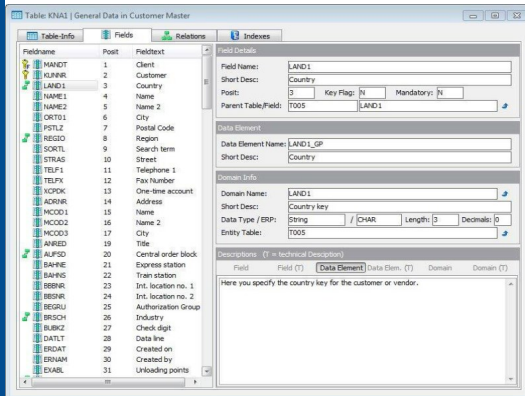 Table: KNA1 | General Data in Customer Master
Table-Info Fields Relations Indexes
Fieldname Posit Fieldtext
MANDT 1 Client
KUNNR 2 Customer
LAND1 3 Country
NAME1 4 Name
NAME2 5 Name 2
ORT01 6 City
PSTLZ 7 Postal Code
REGIO 8 Region
SORTL 9 Search term
STRAS 10 Street
TELF1 11 Telephone 1
TELFX 12 Fax Number
XCPDK 13 One-time account
ADRNR 14 Address
MCOD1 15 Name
MCOD2 16 Name 2
MCOD3 17 City
ANRED 19 Title
AUFSD 20 Central order block
BAHNE 21 Express station
BAHNS 22 Train station
BBBNR 23 Int. location no. 1
BBSNR 24 Int. location no. 2
BEGRU 25 Authorization Group
BRSCH 26 Industry
BUBKZ 27 Check digit
DATLT 28 Data line
ERDAT 29 Created on
ERNAM 30 Created by
EXABL 31 Unloading points
Field Details
Field Name: LAND1
Short Desc: Country
Posit: 3 Key Flag: N Mandatory: N
Parent Table/Field: T005 LAND1
Data Element
Data Element Name: LAND1_GP
Short Desc: Country
Domain Info
Domain Name: LAND1
Short Desc: Country key
Data Type / ERP: String / CHAR Length: 3 Decimals: 0
Entity Table: T005
Descriptions (T = technical Desciption)
Field Field (T) Data Element Data Elem. (T) Domain Domain (T)
Here you specify the country key for the customer or vendor.